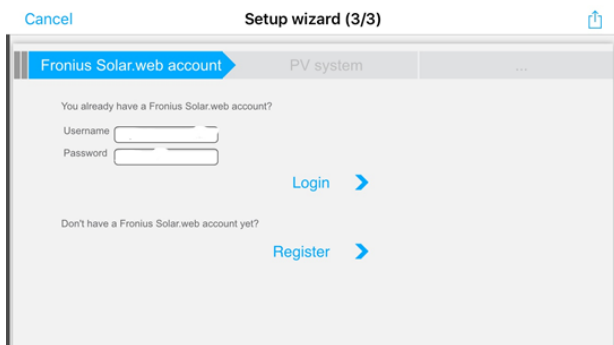 Cancel Setup wizard (3/3)
Fronius Solar.web account PV system ...
You already have a Fronius Solar.web account?
Username
Password
Login
Don't have a Fronius Solar.web account yet?
Register